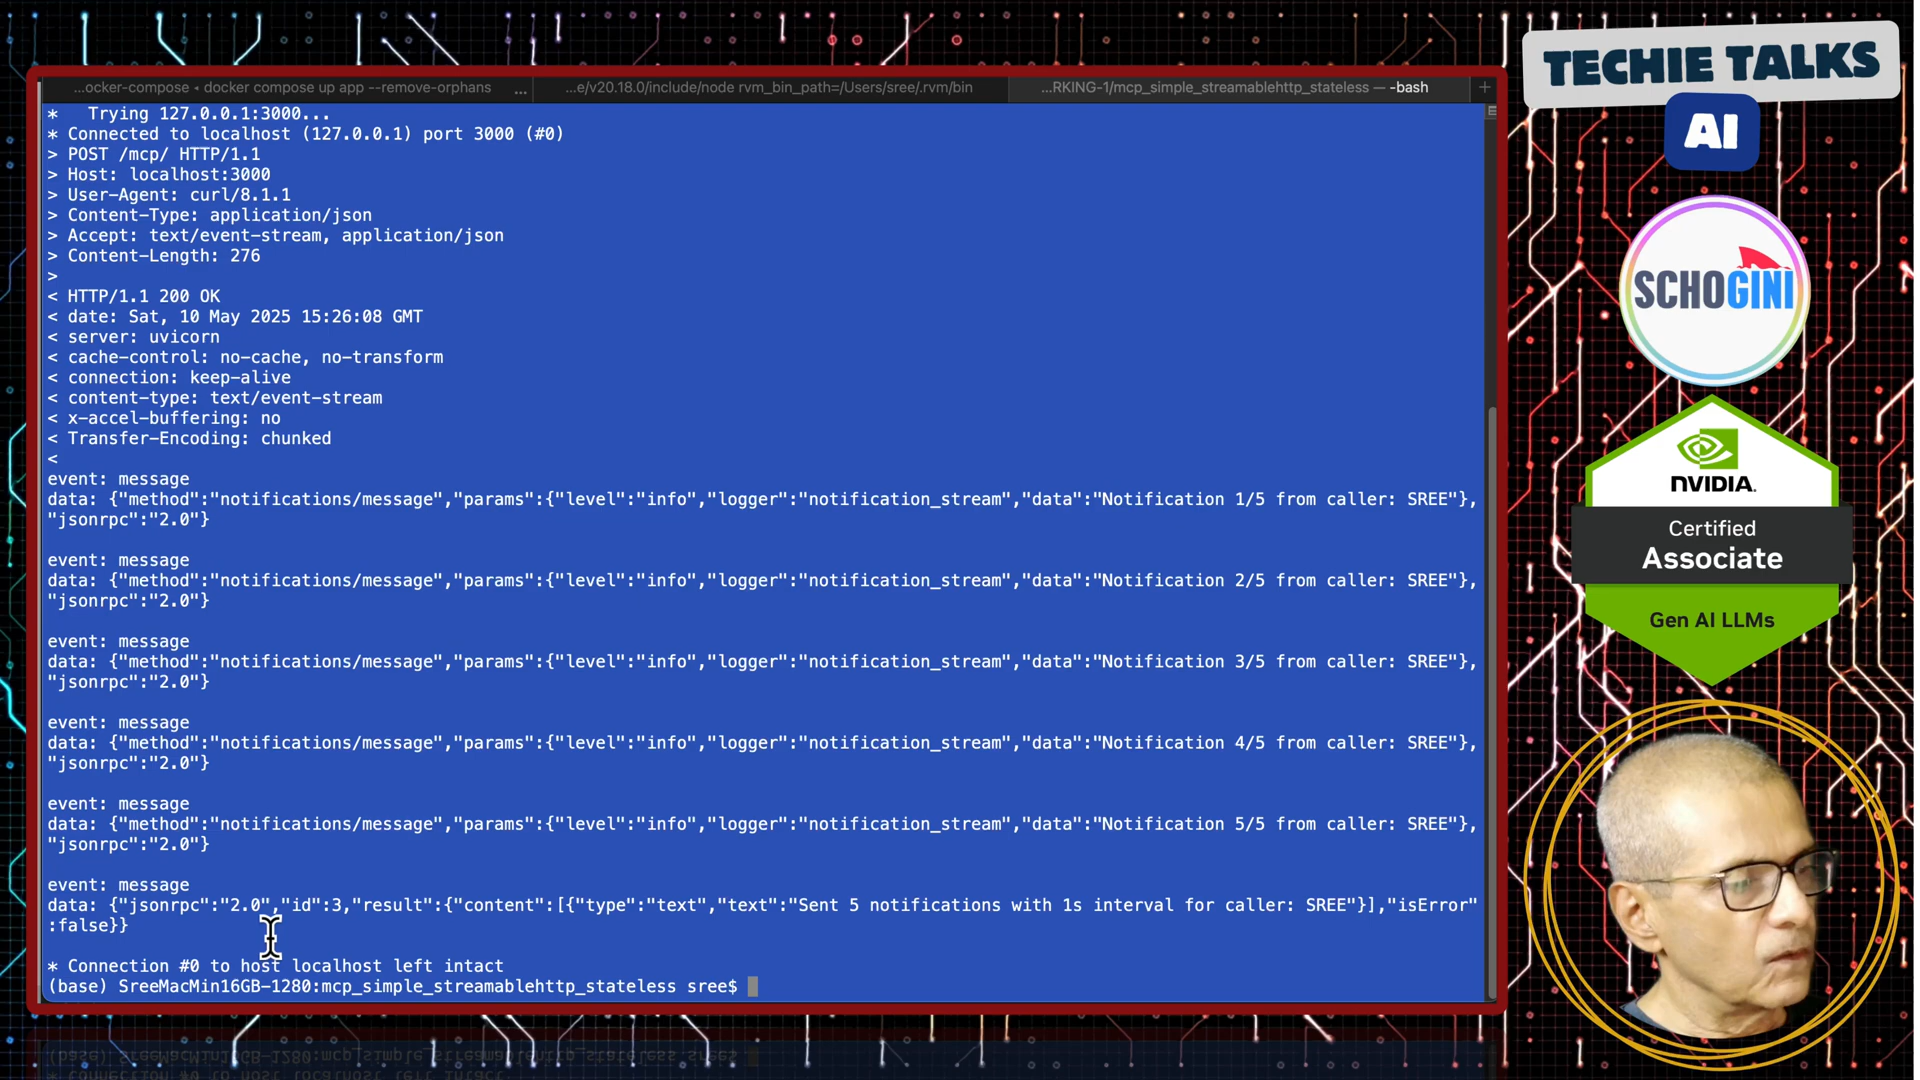 ...ocker-compose ◂ docker compose up app --remove-orphans ...
...e/v20.18.0/include/node rvm_bin_path=/Users/sree/.rvm/bin
...RKING-1/mcp_simple_streamablehttp_stateless — -bash
+
*   Trying 127.0.0.1:3000...
* Connected to localhost (127.0.0.1) port 3000 (#0)
> POST /mcp/ HTTP/1.1
> Host: localhost:3000
> User-Agent: curl/8.1.1
> Content-Type: application/json
> Accept: text/event-stream, application/json
> Content-Length: 276
>
< HTTP/1.1 200 OK
< date: Sat, 10 May 2025 15:26:08 GMT
< server: uvicorn
< cache-control: no-cache, no-transform
< connection: keep-alive
< content-type: text/event-stream
< x-accel-buffering: no
< Transfer-Encoding: chunked
<
event: message
data: {"method":"notifications/message","params":{"level":"info","logger":"notification_stream","data":"Notification 1/5 from caller: SREE"},
"jsonrpc":"2.0"}
event: message
data: {"method":"notifications/message","params":{"level":"info","logger":"notification_stream","data":"Notification 2/5 from caller: SREE"},
"jsonrpc":"2.0"}
event: message
data: {"method":"notifications/message","params":{"level":"info","logger":"notification_stream","data":"Notification 3/5 from caller: SREE"},
"jsonrpc":"2.0"}
event: message
data: {"method":"notifications/message","params":{"level":"info","logger":"notification_stream","data":"Notification 4/5 from caller: SREE"},
"jsonrpc":"2.0"}
event: message
data: {"method":"notifications/message","params":{"level":"info","logger":"notification_stream","data":"Notification 5/5 from caller: SREE"},
"jsonrpc":"2.0"}
event: message
data: {"jsonrpc":"2.0","id":3,"result":{"content":[{"type":"text","text":"Sent 5 notifications with 1s interval for caller: SREE"}],"isError"
:false}}
* Connection #0 to host localhost left intact
(base) SreeMacMin16GB-1280:mcp_simple_streamablehttp_stateless sree$
TECHIE TALKS
AI
SCHOGINI
NVIDIA.
Certified
Associate
Gen AI LLMs